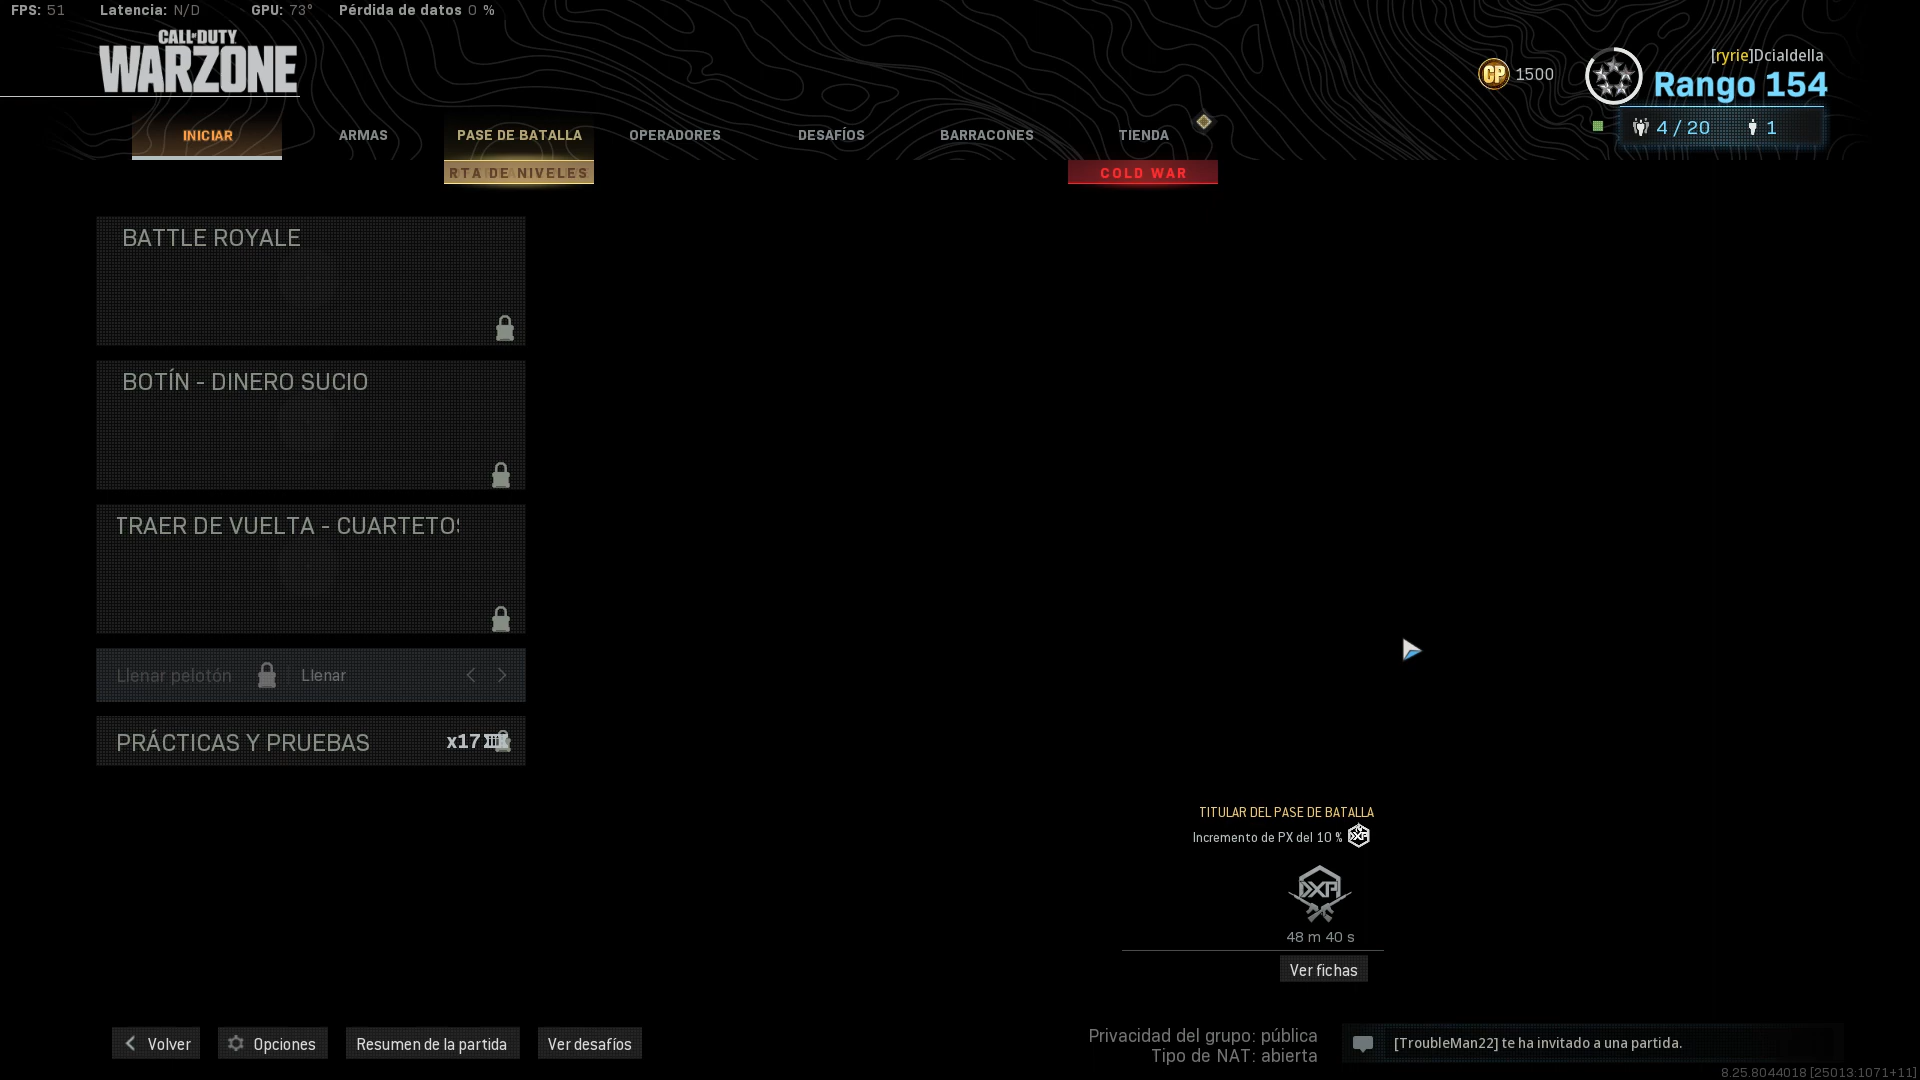 FPS: 51 Latencia: N/D GPU: 73° Pérdida de datos 0 %
CALL OF DUTY
WARZONE
CP 1500
[ryrie]Dcialdella
Rango 154
4 / 20 1
INICIAR ARMAS PASE DE BATALLA OPERADORES DESAFÍOS BARRACONES TIENDA
RTA DE NIVELES COLD WAR
BATTLE ROYALE
BOTÍN - DINERO SUCIO
TRAER DE VUELTA - CUARTETOS
Llenar pelotón Llenar
PRÁCTICAS Y PRUEBAS x17
TITULAR DEL PASE DE BATALLA
Incremento de PX del 10 %
DXP
48 m 40 s
Ver fichas
Volver Opciones Resumen de la partida Ver desafíos
Privacidad del grupo: pública
Tipo de NAT: abierta
[TroubleMan22] te ha invitado a una partida.
8.25.8044018 [25013:1071+11]